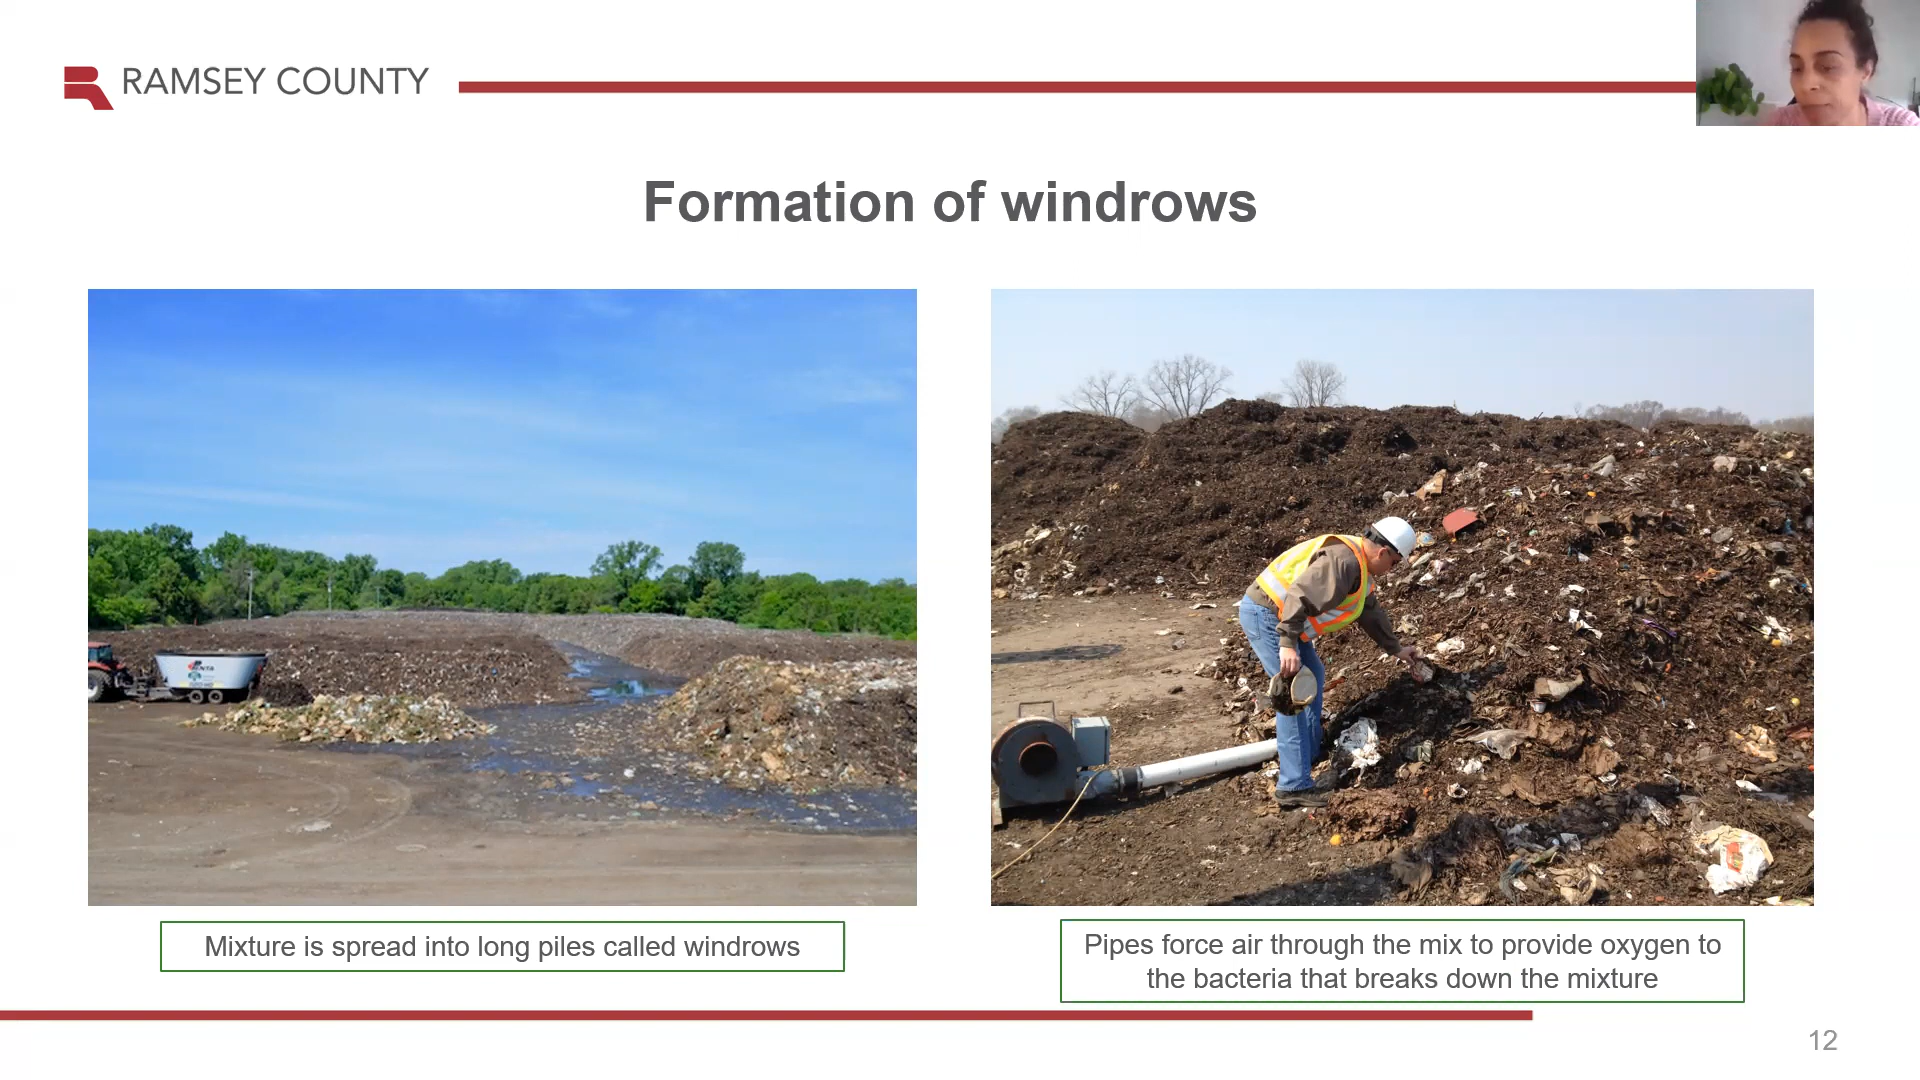 RAMSEY COUNTY
Formation of windrows
Mixture is spread into long piles called windrows
Pipes force air through the mix to provide oxygen to
the bacteria that breaks down the mixture
12